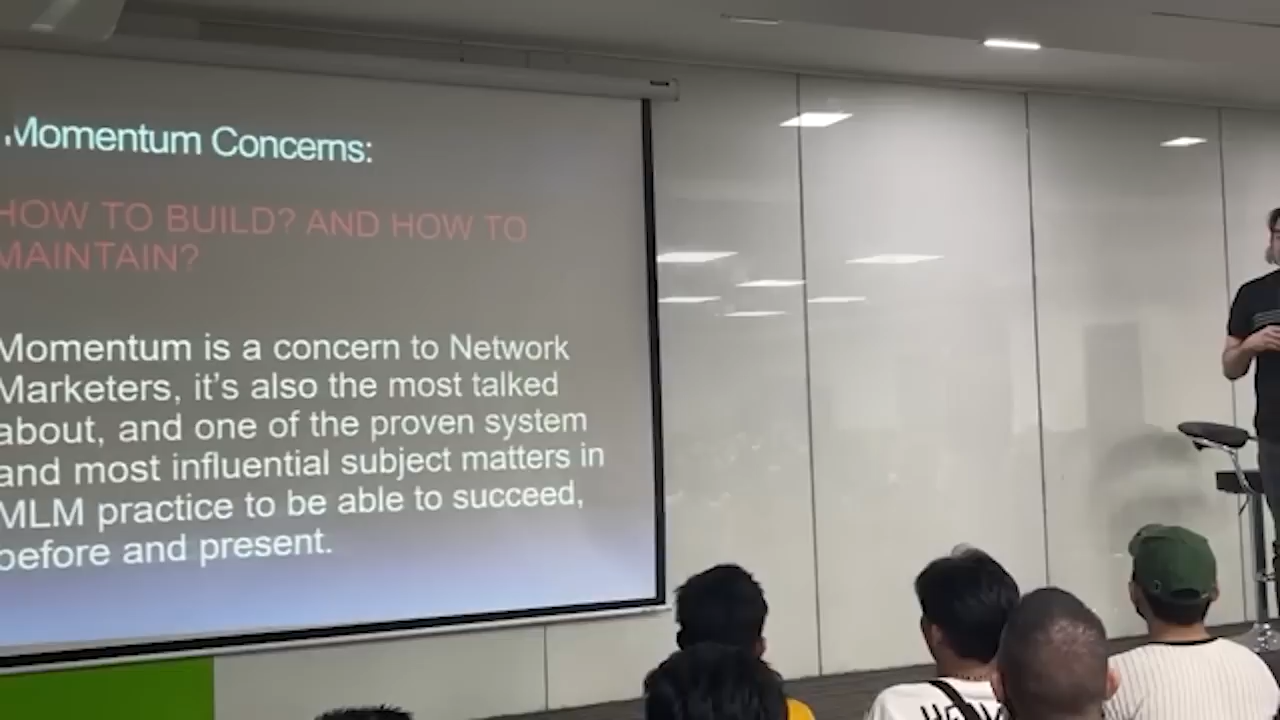 Momentum Concerns:
HOW TO BUILD? AND HOW TO
MAINTAIN?
Momentum is a concern to Network
Marketers, it's also the most talked
about, and one of the proven system
and most influential subject matters in
MLM practice to be able to succeed,
before and present.